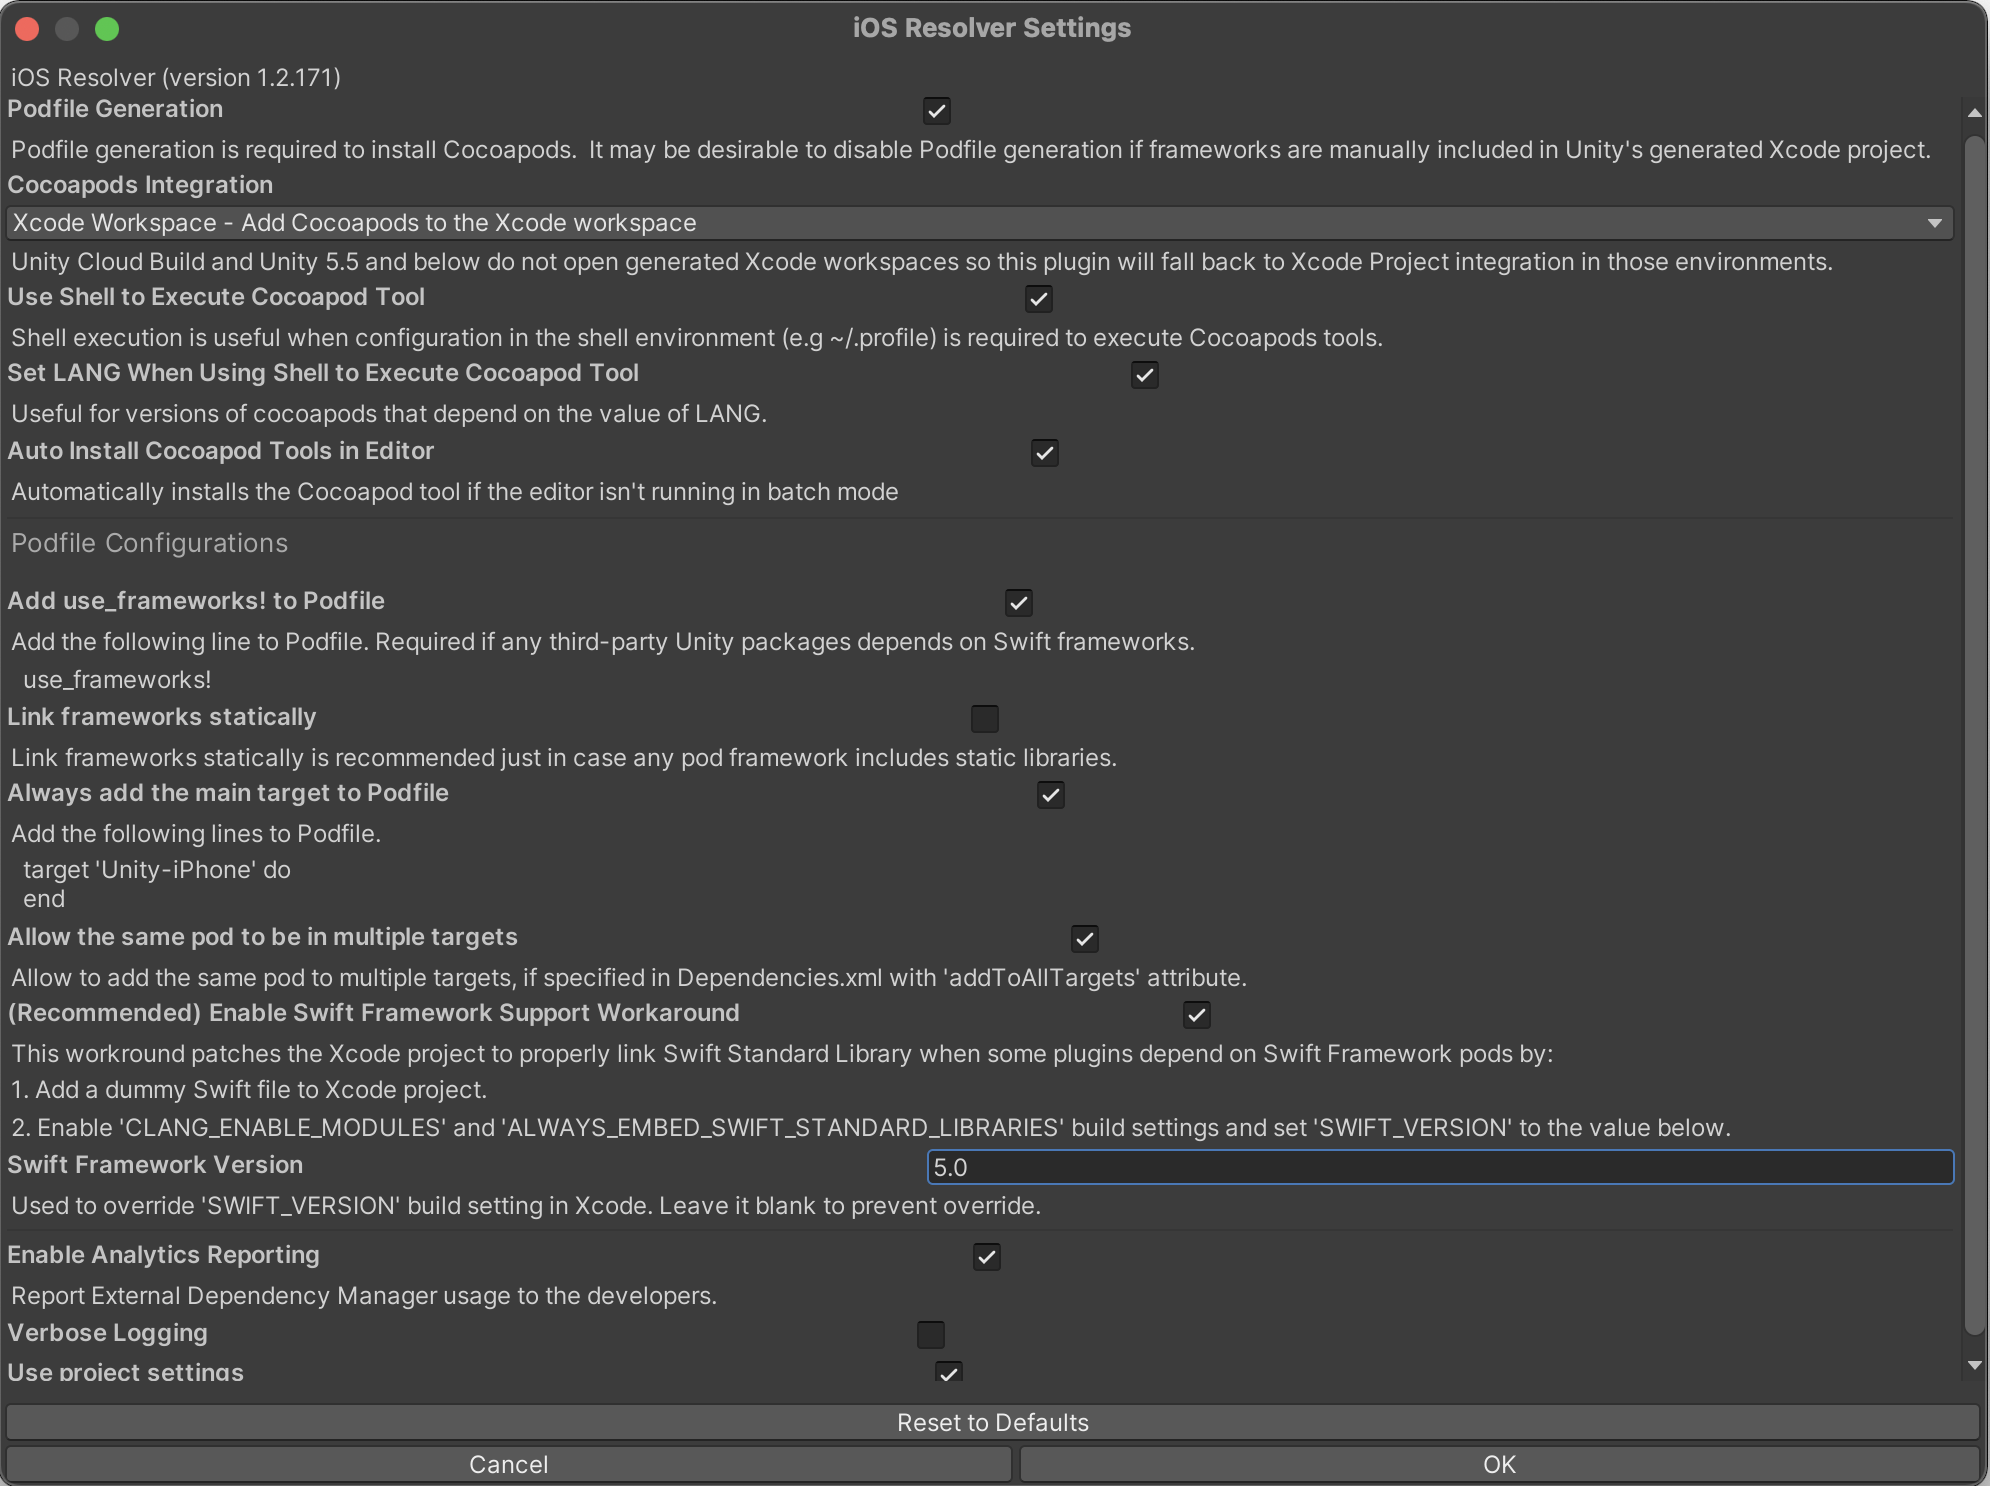 iOS Resolver Settings
iOS Resolver (version 1.2.171)
Podfile Generation
Podfile generation is required to install Cocoapods.  It may be desirable to disable Podfile generation if frameworks are manually included in Unity's generated Xcode project.
Cocoapods Integration
Xcode Workspace - Add Cocoapods to the Xcode workspace
Unity Cloud Build and Unity 5.5 and below do not open generated Xcode workspaces so this plugin will fall back to Xcode Project integration in those environments.
Use Shell to Execute Cocoapod Tool
Shell execution is useful when configuration in the shell environment (e.g ~/.profile) is required to execute Cocoapods tools.
Set LANG When Using Shell to Execute Cocoapod Tool
Useful for versions of cocoapods that depend on the value of LANG.
Auto Install Cocoapod Tools in Editor
Automatically installs the Cocoapod tool if the editor isn't running in batch mode
Podfile Configurations
Add use_frameworks! to Podfile
Add the following line to Podfile. Required if any third-party Unity packages depends on Swift frameworks.
use_frameworks!
Link frameworks statically
Link frameworks statically is recommended just in case any pod framework includes static libraries.
Always add the main target to Podfile
Add the following lines to Podfile.
target 'Unity-iPhone' do
end
Allow the same pod to be in multiple targets
Allow to add the same pod to multiple targets, if specified in Dependencies.xml with 'addToAllTargets' attribute.
(Recommended) Enable Swift Framework Support Workaround
This workround patches the Xcode project to properly link Swift Standard Library when some plugins depend on Swift Framework pods by:
1. Add a dummy Swift file to Xcode project.
2. Enable 'CLANG_ENABLE_MODULES' and 'ALWAYS_EMBED_SWIFT_STANDARD_LIBRARIES' build settings and set 'SWIFT_VERSION' to the value below.
Swift Framework Version 5.0
Used to override 'SWIFT_VERSION' build setting in Xcode. Leave it blank to prevent override.
Enable Analytics Reporting
Report External Dependency Manager usage to the developers.
Verbose Logging
Use project settings
Reset to Defaults
Cancel OK